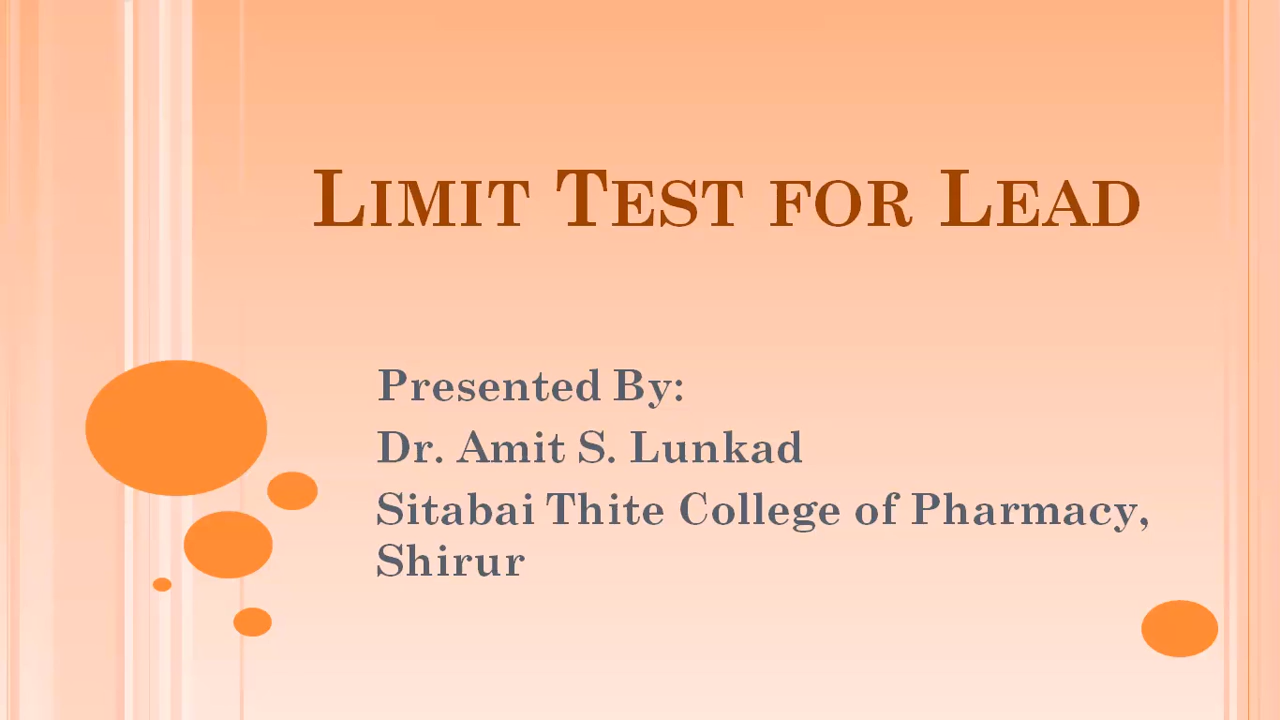 Limit Test for Lead
Presented By:
Dr. Amit S. Lunkad
Sitabai Thite College of Pharmacy,
Shirur